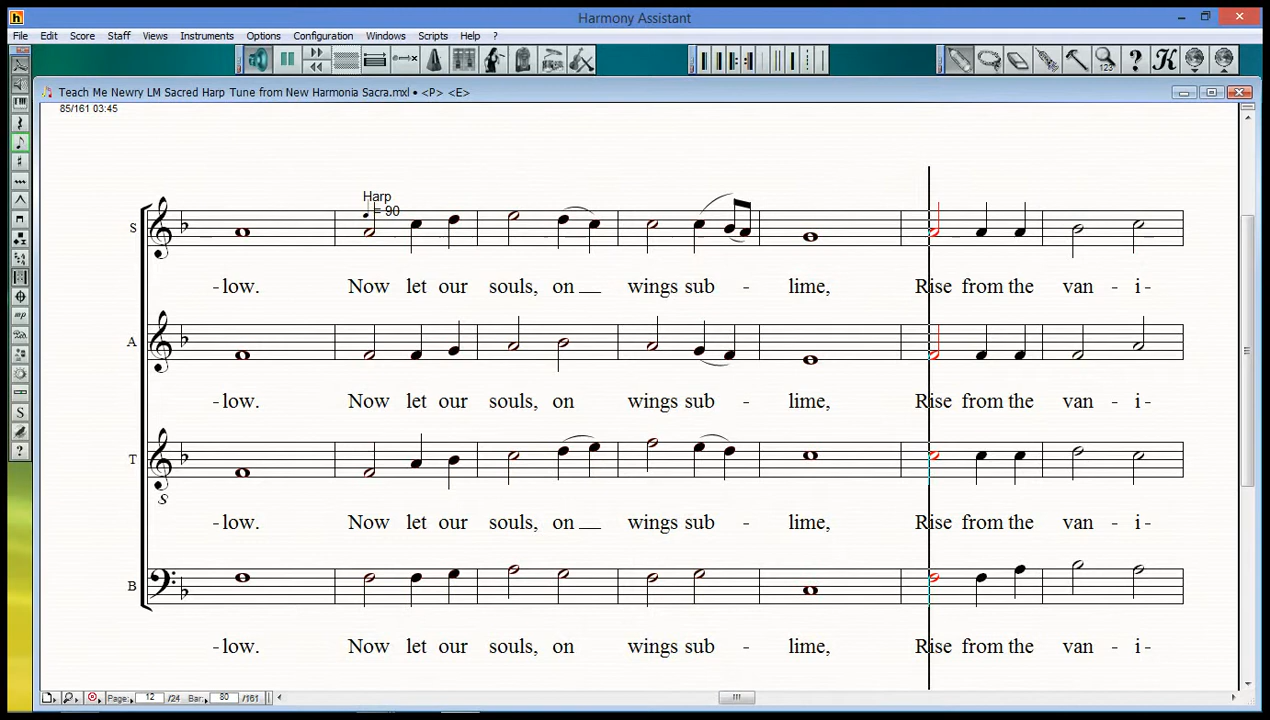 Harmony Assistant
File Edit Score Staff Views Instruments Options Configuration Windows Scripts Help ?
Teach Me Newry LM Sacred Harp Tune from New Harmonia Sacra.mxl • <P> <E>
85/161 03:45
Harp
= 90
S
- low. Now let our souls, on wings sub - lime, Rise from the van - i -
A
- low. Now let our souls, on wings sub - lime, Rise from the van - i -
T
- low. Now let our souls, on wings sub - lime, Rise from the van - i -
B
- low. Now let our souls, on wings sub - lime, Rise from the van - i -
Page: 12 /24 Bar: 80 /161